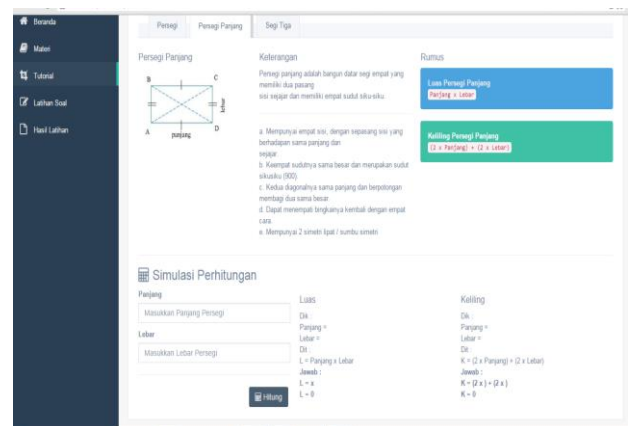 Beranda
Materi
Tutorial
Latihan Soal
Hasil Latihan
Persegi
Persegi Panjang
Segi Tiga
Persegi Panjang
B
C
lebar
A
panjang
D
Keterangan
Persegi panjang adalah bangun datar segi empat yang
memiliki dua pasang
sisi sejajar dan memiliki empat sudut siku-siku.
a. Mempunyai empat sisi, dengan sepasang sisi yang
berhadapan sama panjang dan
sejajar.
b. Keempat sudutnya sama besar dan merupakan sudut
sikusiku (900)
c. Kedua diagonalnya sama panjang dan berpotongan
membagi dua sama besar.
d. Dapat menempati bingkainya kembali dengan empat
cara.
e. Mempunyai 2 simetri lipat / sumbu simetri
Rumus
Luas Persegi Panjang
Panjang x Lebar
Keliling Persegi Panjang
(2 x Panjang) + (2 x Lebar)
Simulasi Perhitungan
Panjang
Masukkan Panjang Persegi
Lebar
Masukkan Lebar Persegi
Hitung
Luas
Dik :
Panjang =
Lebar =
Dit :
L = Panjang x Lebar
Jawab :
L = x
L = 0
Keliling
Dik :
Panjang =
Lebar =
Dit :
K = (2 x Panjang) + (2 x Lebar)
Jawab :
K = (2 x ) + (2 x )
K = 0